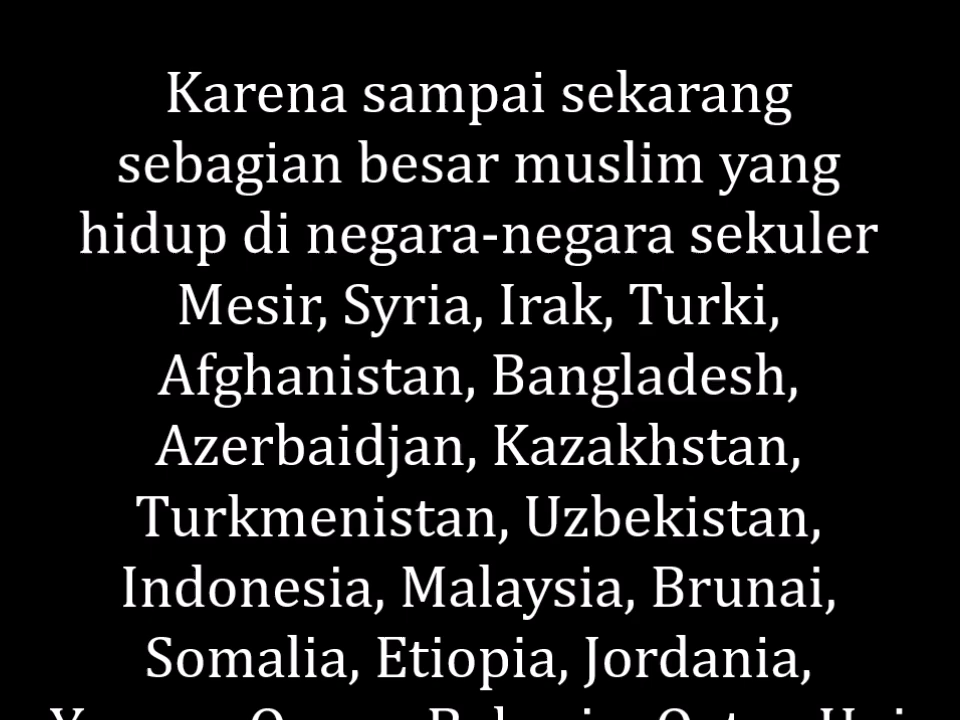 Karena sampai sekarang
sebagian besar muslim yang
hidup di negara-negara sekuler
Mesir, Syria, Irak, Turki,
Afghanistan, Bangladesh,
Azerbaidjan, Kazakhstan,
Turkmenistan, Uzbekistan,
Indonesia, Malaysia, Brunai,
Somalia, Etiopia, Jordania,